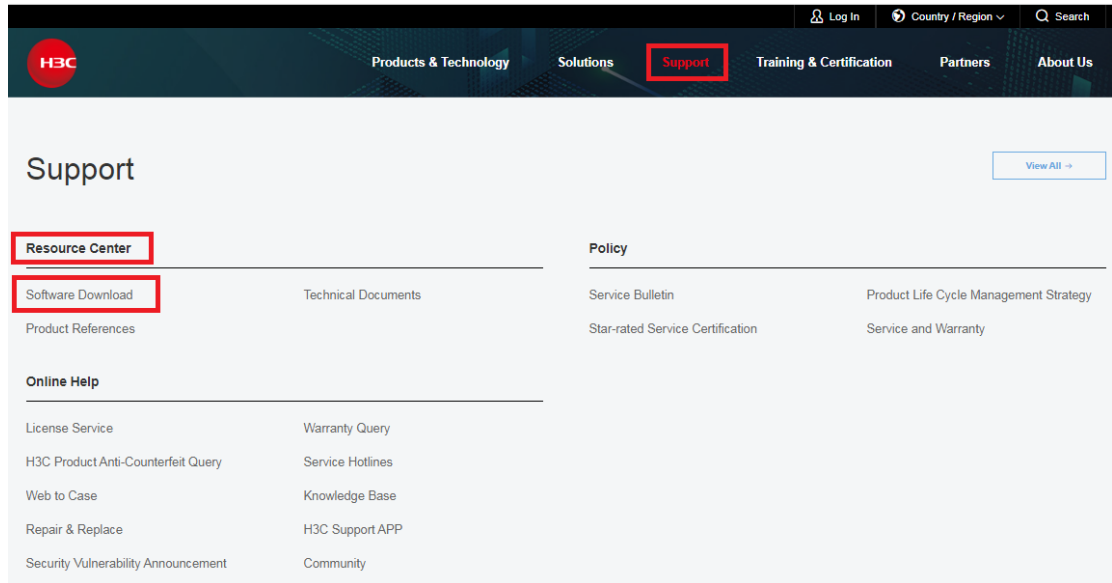 Log In Country / Region Search
H3C
Products & Technology Solutions Support Training & Certification Partners About Us
Support
View All →
Resource Center
Software Download Technical Documents
Product References
Policy
Service Bulletin Product Life Cycle Management Strategy
Star-rated Service Certification Service and Warranty
Online Help
License Service Warranty Query
H3C Product Anti-Counterfeit Query Service Hotlines
Web to Case Knowledge Base
Repair & Replace H3C Support APP
Security Vulnerability Announcement Community